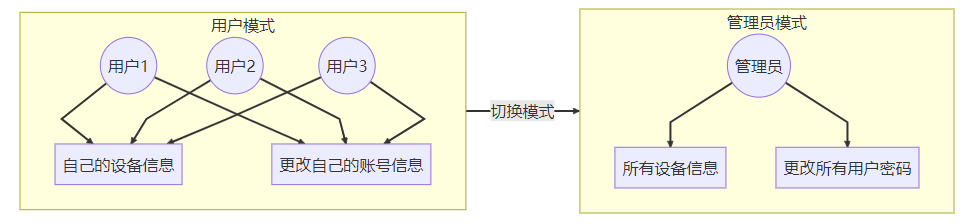 用户模式
用户1
用户2
用户3
自己的设备信息
更改自己的账号信息
切换模式
管理员模式
管理员
所有设备信息
更改所有用户密码